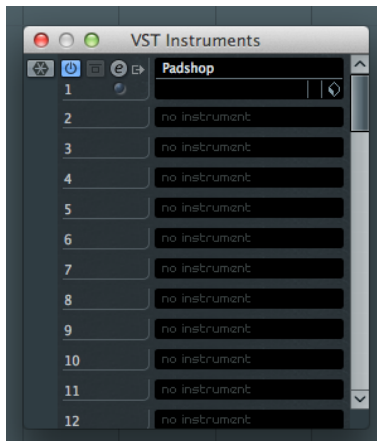 VST Instruments
e Padshop
1
2 no instrument
3 no instrument
4 no instrument
5 no instrument
6 no instrument
7 no instrument
8 no instrument
9 no instrument
10 no instrument
11 no instrument
12 no instrument